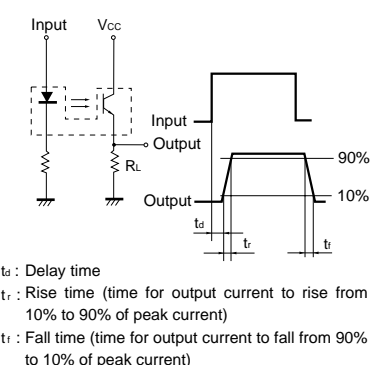 Input Vcc
Input
Output
RL
90%
Output 10%
td tr tf
td : Delay time
tr : Rise time (time for output current to rise from
10% to 90% of peak current)
tf : Fall time (time for output current to fall from 90%
to 10% of peak current)